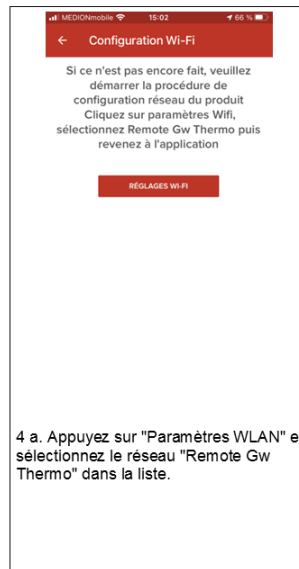 MEDIONmobile 15:02 66 %
← Configuration Wi-Fi
Si ce n'est pas encore fait, veuillez
démarrer la procédure de
configuration réseau du produit
Cliquez sur paramètres Wifi,
sélectionnez Remote Gw Thermo puis
revenez à l'application
RÉGLAGES WI-FI
4 a. Appuyez sur "Paramètres WLAN" e
sélectionnez le réseau "Remote Gw
Thermo" dans la liste.